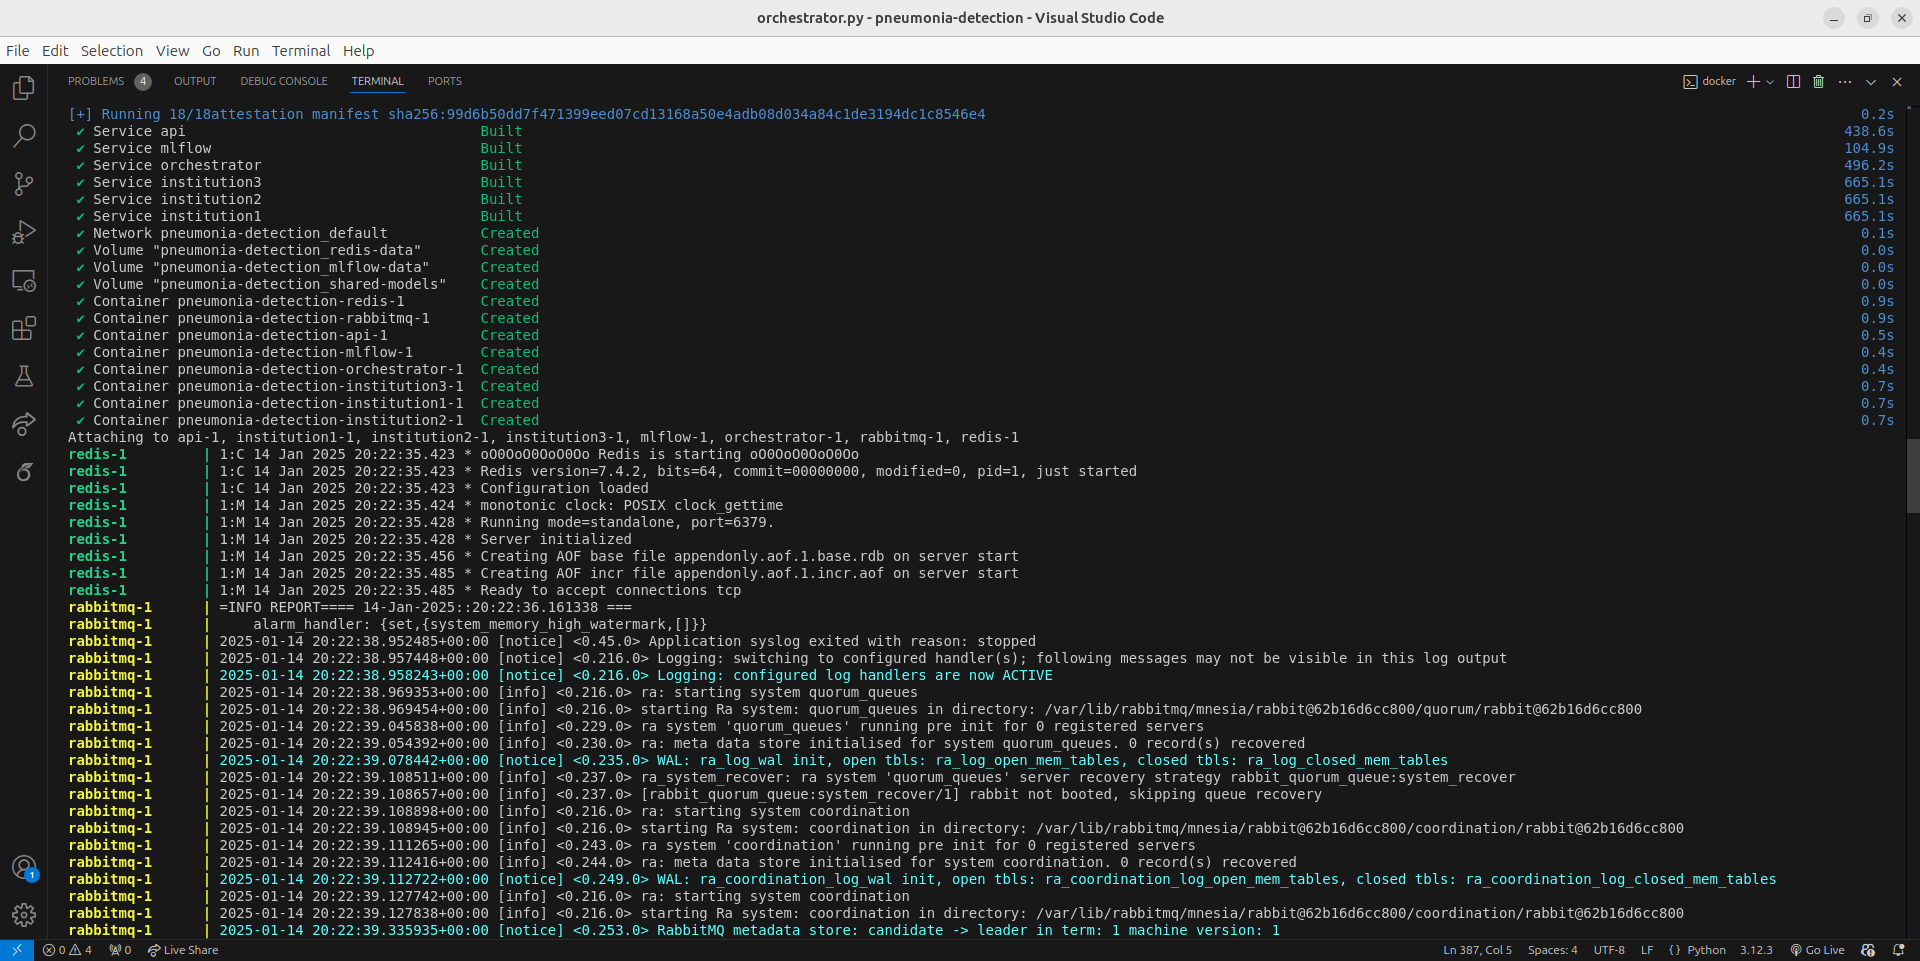 orchestrator.py - pneumonia-detection - Visual Studio Code
File Edit Selection View Go Run Terminal Help
PROBLEMS 4 OUTPUT DEBUG CONSOLE TERMINAL PORTS docker
[+] Running 18/18attestation manifest sha256:99d6b50dd7f471399eed07cd13168a50e4adb08d034a84c1de3194dc1c8546e4 0.2s
✔ Service api Built 438.6s
✔ Service mlflow Built 104.9s
✔ Service orchestrator Built 496.2s
✔ Service institution3 Built 665.1s
✔ Service institution2 Built 665.1s
✔ Service institution1 Built 665.1s
✔ Network pneumonia-detection_default Created 0.1s
✔ Volume "pneumonia-detection_redis-data" Created 0.0s
✔ Volume "pneumonia-detection_mlflow-data" Created 0.0s
✔ Volume "pneumonia-detection_shared-models" Created 0.0s
✔ Container pneumonia-detection-redis-1 Created 0.9s
✔ Container pneumonia-detection-rabbitmq-1 Created 0.9s
✔ Container pneumonia-detection-api-1 Created 0.5s
✔ Container pneumonia-detection-mlflow-1 Created 0.4s
✔ Container pneumonia-detection-orchestrator-1 Created 0.4s
✔ Container pneumonia-detection-institution3-1 Created 0.7s
✔ Container pneumonia-detection-institution1-1 Created 0.7s
✔ Container pneumonia-detection-institution2-1 Created 0.7s
Attaching to api-1, institution1-1, institution2-1, institution3-1, mlflow-1, orchestrator-1, rabbitmq-1, redis-1
redis-1 | 1:C 14 Jan 2025 20:22:35.423 * oO0OoO0OoO0Oo Redis is starting oO0OoO0OoO0Oo
redis-1 | 1:C 14 Jan 2025 20:22:35.423 * Redis version=7.4.2, bits=64, commit=00000000, modified=0, pid=1, just started
redis-1 | 1:C 14 Jan 2025 20:22:35.423 * Configuration loaded
redis-1 | 1:M 14 Jan 2025 20:22:35.424 * monotonic clock: POSIX clock_gettime
redis-1 | 1:M 14 Jan 2025 20:22:35.428 * Running mode=standalone, port=6379.
redis-1 | 1:M 14 Jan 2025 20:22:35.428 * Server initialized
redis-1 | 1:M 14 Jan 2025 20:22:35.456 * Creating AOF base file appendonly.aof.1.base.rdb on server start
redis-1 | 1:M 14 Jan 2025 20:22:35.485 * Creating AOF incr file appendonly.aof.1.incr.aof on server start
redis-1 | 1:M 14 Jan 2025 20:22:35.485 * Ready to accept connections tcp
rabbitmq-1 | =INFO REPORT==== 14-Jan-2025::20:22:36.161338 ===
rabbitmq-1 | alarm_handler: {set,{system_memory_high_watermark,[]}}
rabbitmq-1 | 2025-01-14 20:22:38.952485+00:00 [notice] <0.45.0> Application syslog exited with reason: stopped
rabbitmq-1 | 2025-01-14 20:22:38.957448+00:00 [notice] <0.216.0> Logging: switching to configured handler(s); following messages may not be visible in this log output
rabbitmq-1 | 2025-01-14 20:22:38.958243+00:00 [notice] <0.216.0> Logging: configured log handlers are now ACTIVE
rabbitmq-1 | 2025-01-14 20:22:38.969353+00:00 [info] <0.216.0> ra: starting system quorum_queues
rabbitmq-1 | 2025-01-14 20:22:38.969454+00:00 [info] <0.216.0> starting Ra system: quorum_queues in directory: /var/lib/rabbitmq/mnesia/rabbit@62b16d6cc800/quorum/rabbit@62b16d6cc800
rabbitmq-1 | 2025-01-14 20:22:39.045838+00:00 [info] <0.229.0> ra system 'quorum_queues' running pre init for 0 registered servers
rabbitmq-1 | 2025-01-14 20:22:39.054392+00:00 [info] <0.230.0> ra: meta data store initialised for system quorum_queues. 0 record(s) recovered
rabbitmq-1 | 2025-01-14 20:22:39.078442+00:00 [notice] <0.235.0> WAL: ra_log_wal init, open tbls: ra_log_open_mem_tables, closed tbls: ra_log_closed_mem_tables
rabbitmq-1 | 2025-01-14 20:22:39.108511+00:00 [info] <0.237.0> ra_system_recover: ra system 'quorum_queues' server recovery strategy rabbit_quorum_queue:system_recover
rabbitmq-1 | 2025-01-14 20:22:39.108657+00:00 [info] <0.237.0> [rabbit_quorum_queue:system_recover/1] rabbit not booted, skipping queue recovery
rabbitmq-1 | 2025-01-14 20:22:39.108898+00:00 [info] <0.216.0> ra: starting system coordination
rabbitmq-1 | 2025-01-14 20:22:39.108945+00:00 [info] <0.216.0> starting Ra system: coordination in directory: /var/lib/rabbitmq/mnesia/rabbit@62b16d6cc800/coordination/rabbit@62b16d6cc800
rabbitmq-1 | 2025-01-14 20:22:39.111265+00:00 [info] <0.243.0> ra system 'coordination' running pre init for 0 registered servers
rabbitmq-1 | 2025-01-14 20:22:39.112416+00:00 [info] <0.244.0> ra: meta data store initialised for system coordination. 0 record(s) recovered
rabbitmq-1 | 2025-01-14 20:22:39.112722+00:00 [notice] <0.249.0> WAL: ra_coordination_log_wal init, open tbls: ra_coordination_log_open_mem_tables, closed tbls: ra_coordination_log_closed_mem_tables
rabbitmq-1 | 2025-01-14 20:22:39.127742+00:00 [info] <0.216.0> ra: starting system coordination
rabbitmq-1 | 2025-01-14 20:22:39.127838+00:00 [info] <0.216.0> starting Ra system: coordination in directory: /var/lib/rabbitmq/mnesia/rabbit@62b16d6cc800/coordination/rabbit@62b16d6cc800
rabbitmq-1 | 2025-01-14 20:22:39.335935+00:00 [notice] <0.253.0> RabbitMQ metadata store: candidate -> leader in term: 1 machine version: 1
1
0 4 0 Live Share Ln 387, Col 5 Spaces: 4 UTF-8 LF {} Python 3.12.3 Go Live